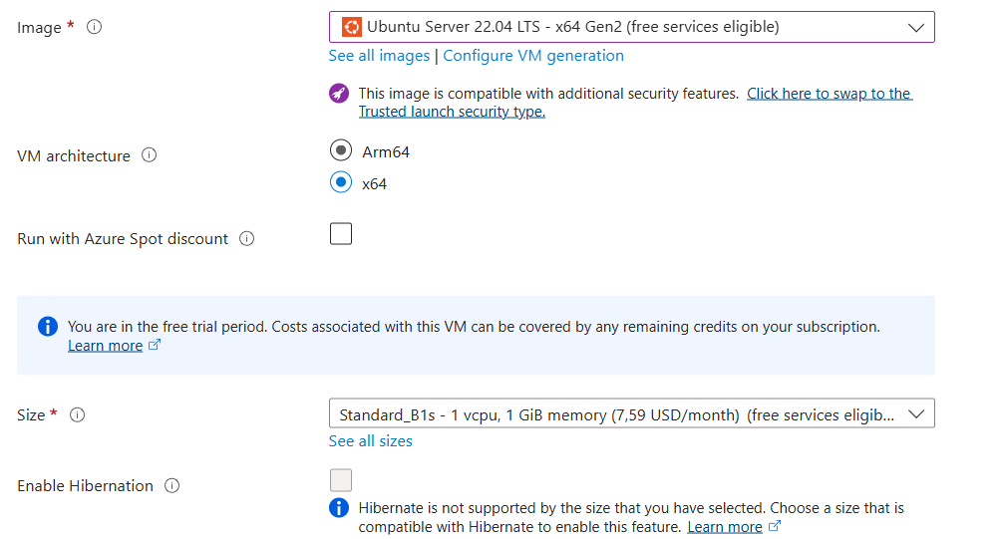 Image *
Ubuntu Server 22.04 LTS - x64 Gen2 (free services eligible)
See all images | Configure VM generation
This image is compatible with additional security features. Click here to swap to the
Trusted launch security type.
VM architecture
Arm64
x64
Run with Azure Spot discount
You are in the free trial period. Costs associated with this VM can be covered by any remaining credits on your subscription.
Learn more
Size *
Standard_B1s - 1 vcpu, 1 GiB memory (7,59 USD/month) (free services eligib...
See all sizes
Enable Hibernation
Hibernate is not supported by the size that you have selected. Choose a size that is
compatible with Hibernate to enable this feature. Learn more